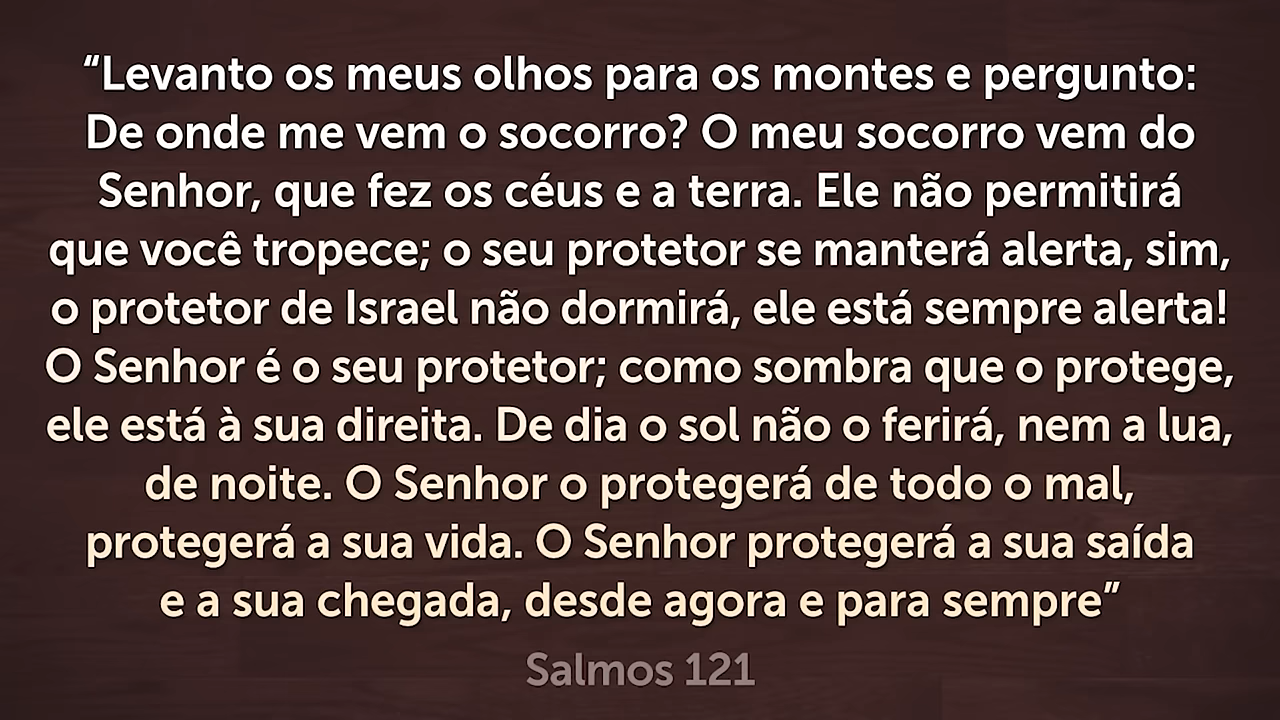 “Levanto os meus olhos para os montes e pergunto:
De onde me vem o socorro? O meu socorro vem do
Senhor, que fez os céus e a terra. Ele não permitirá
que você tropece; o seu protetor se manterá alerta, sim,
o protetor de Israel não dormirá, ele está sempre alerta!
O Senhor é o seu protetor; como sombra que o protege,
ele está à sua direita. De dia o sol não o ferirá, nem a lua,
de noite. O Senhor o protegerá de todo o mal,
protegerá a sua vida. O Senhor protegerá a sua saída
e a sua chegada, desde agora e para sempre”
Salmos 121